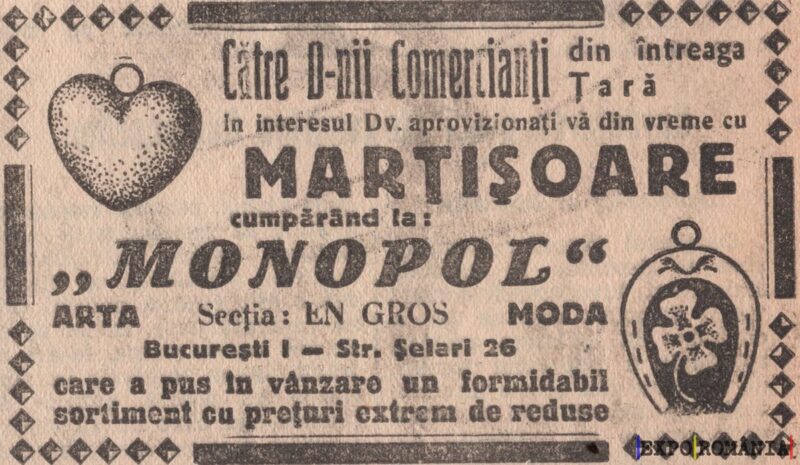 Către D-nii Comercianţi din întreaga Ţară
In interesul Dv. aprovizionaţi vă din vreme cu
MARŢIŞOARE
cumpărând la:
„MONOPOL“
ARTA Secţia: EN GROS MODA
Bucureşti I — Str. Şelari 26
care a pus în vânzare un formidabil
sortiment cu preţuri extrem de reduse
EXPO ROMÂNIA